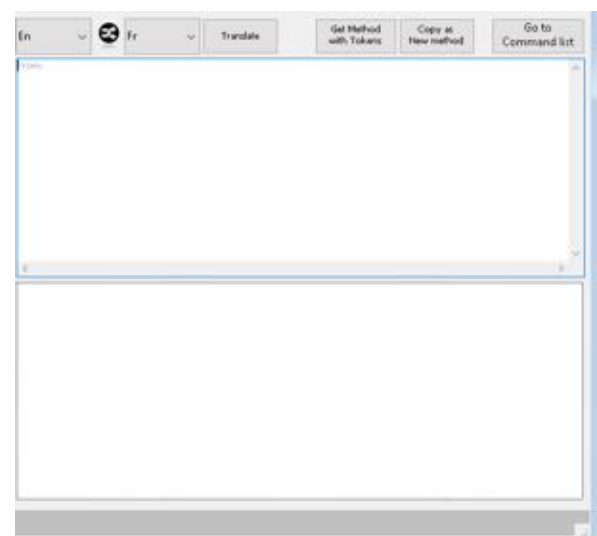 En
Fr
Translate
Get Method
with Tokens
Copy as
New method
Go to
Command list